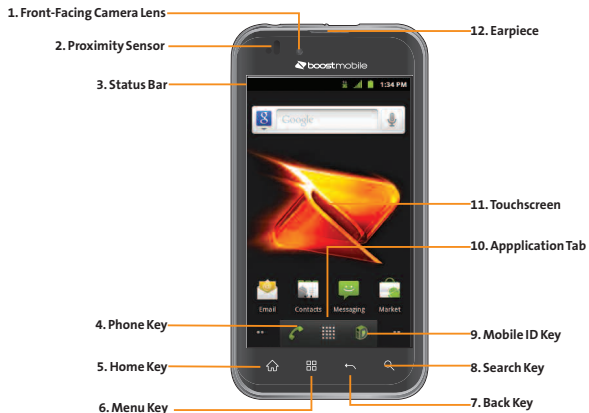 1. Front-Facing Camera Lens
2. Proximity Sensor
3. Status Bar
12. Earpiece
boostmobile
1:34 PM
Google
11. Touchscreen
10. Appplication Tab
Email Contacts Messaging Market
4. Phone Key
9. Mobile ID Key
5. Home Key
8. Search Key
6. Menu Key
7. Back Key